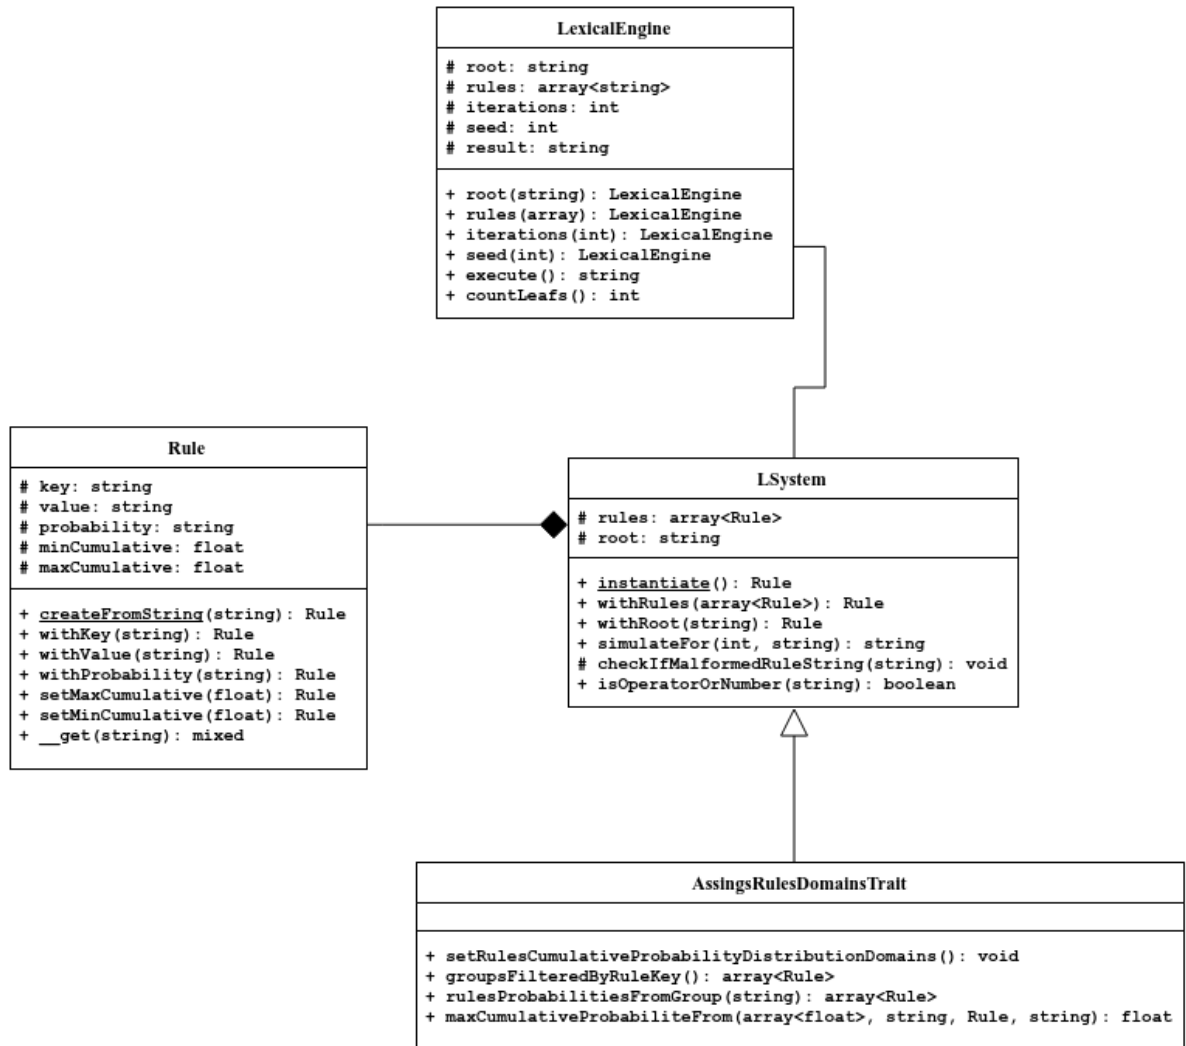 LexicalEngine
# root: string
# rules: array<string>
# iterations: int
# seed: int
# result: string
+ root(string): LexicalEngine
+ rules(array): LexicalEngine
+ iterations(int): LexicalEngine
+ seed(int): LexicalEngine
+ execute(): string
+ countLeafs(): int
Rule
# key: string
# value: string
# probability: string
# minCumulative: float
# maxCumulative: float
+ createFromString(string): Rule
+ withKey(string): Rule
+ withValue(string): Rule
+ withProbability(string): Rule
+ setMaxCumulative(float): Rule
+ setMinCumulative(float): Rule
+ __get(string): mixed
LSystem
# rules: array<Rule>
# root: string
+ instantiate(): Rule
+ withRules(array<Rule>): Rule
+ withRoot(string): Rule
+ simulateFor(int, string): string
# checkIfMalformedRuleString(string): void
+ isOperatorOrNumber(string): boolean
AssingsRulesDomainsTrait
+ setRulesCumulativeProbabilityDistributionDomains(): void
+ groupsFilteredByRuleKey(): array<Rule>
+ rulesProbabilitiesFromGroup(string): array<Rule>
+ maxCumulativeProbabiliteFrom(array<float>, string, Rule, string): float